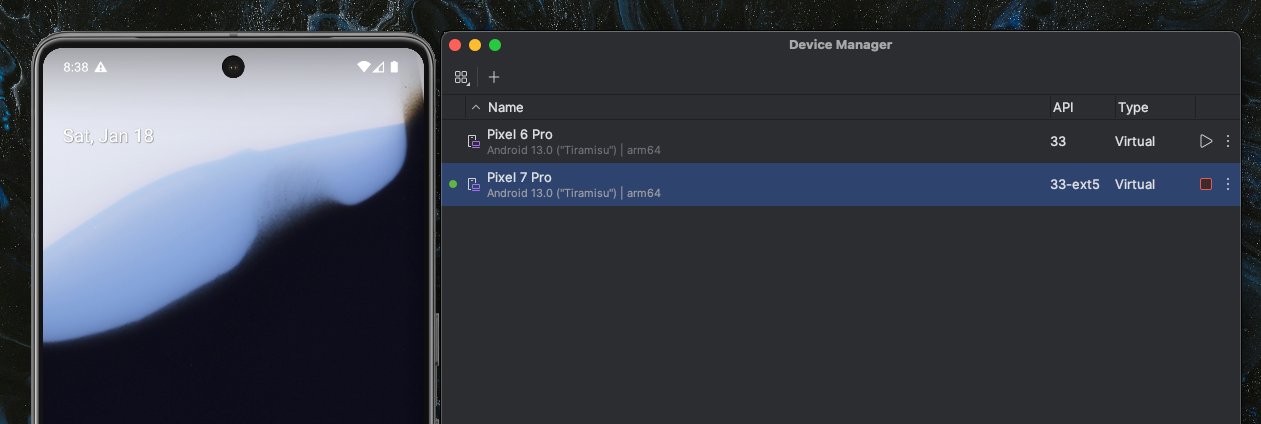 8:38
Sat, Jan 18
Device Manager
Name API Type
Pixel 6 Pro
Android 13.0 ("Tiramisu") | arm64
33 Virtual
Pixel 7 Pro
Android 13.0 ("Tiramisu") | arm64
33-ext5 Virtual